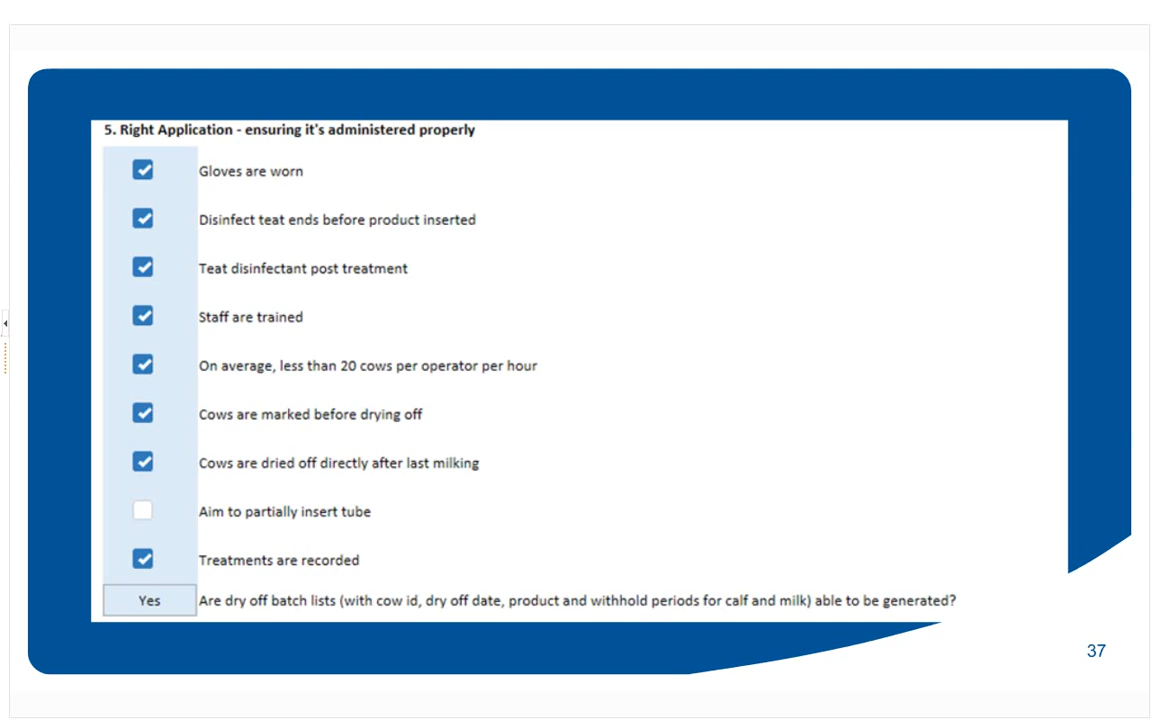 5. Right Application - ensuring it's administered properly
Gloves are worn
Disinfect teat ends before product inserted
Teat disinfectant post treatment
Staff are trained
On average, less than 20 cows per operator per hour
Cows are marked before drying off
Cows are dried off directly after last milking
Aim to partially insert tube
Treatments are recorded
Yes Are dry off batch lists (with cow id, dry off date, product and withhold periods for calf and milk) able to be generated?
37